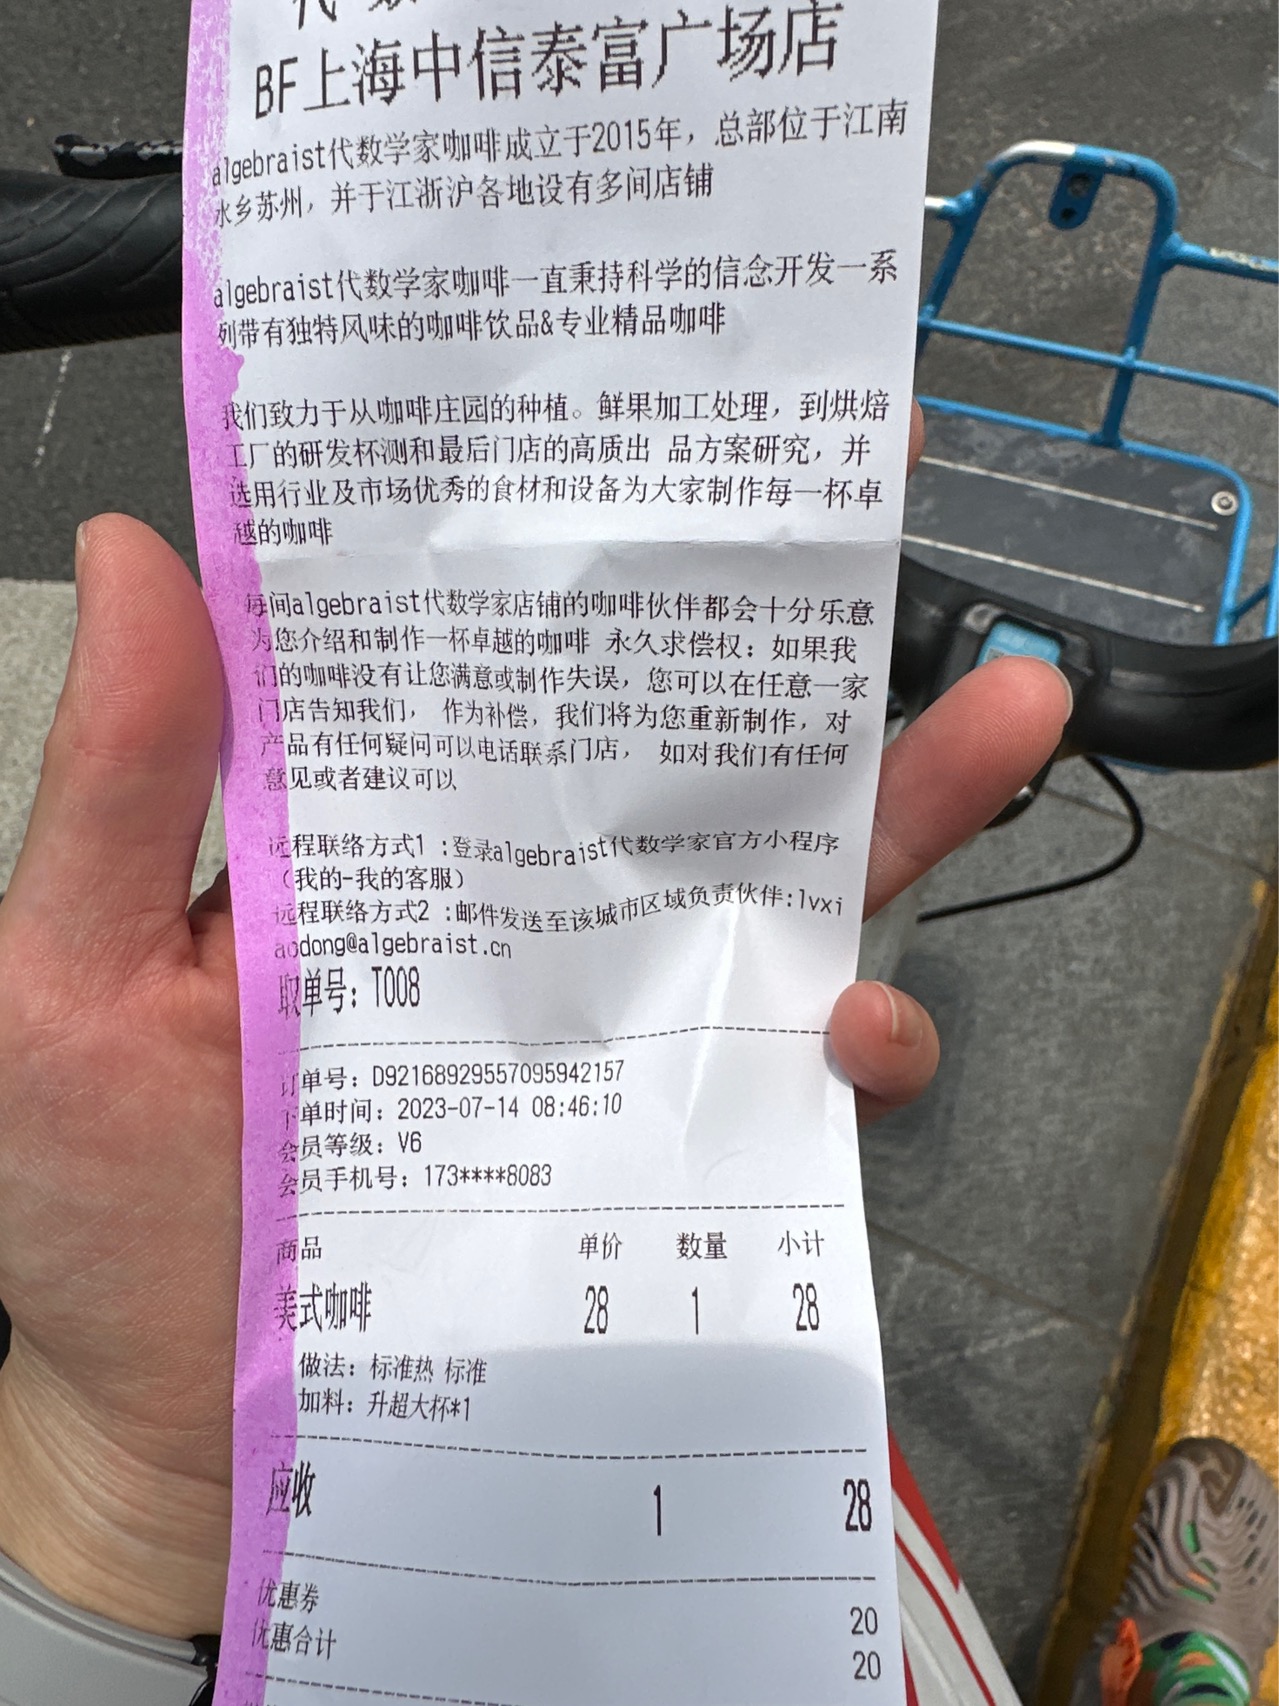 代数
BF上海中信泰富广场店
algebraist代数学家咖啡成立于2015年，总部位于江南
水乡苏州，并于江浙沪各地设有多间店铺
algebraist代数学家咖啡一直秉持科学的信念开发一系
列带有独特风味的咖啡饮品&专业精品咖啡
我们致力于从咖啡庄园的种植。鲜果加工处理，到烘焙
工厂的研发杯测和最后门店的高质出 品方案研究，并
选用行业及市场优秀的食材和设备为大家制作每一杯卓
越的咖啡
每间algebraist代数学家店铺的咖啡伙伴都会十分乐意
为您介绍和制作一杯卓越的咖啡 永久求偿权：如果我
们的咖啡没有让您满意或制作失误，您可以在任意一家
门店告知我们， 作为补偿，我们将为您重新制作，对
产品有任何疑问可以电话联系门店， 如对我们有任何
意见或者建议可以
远程联络方式1 :登录algebraist代数学家官方小程序
（我的-我的客服）
远程联络方式2 :邮件发送至该城市区域负责伙伴:lvxi
aodong@algebraist.cn
取单号：T008
订单号：D92168929557095942157
下单时间：2023-07-14 08:46:10
会员等级：V6
会员手机号：173****8083
商品 单价 数量 小计
美式咖啡 28 1 28
做法：标准热 标准
加料：升超大杯*1
应收 1 28
优惠券 20
优惠合计 20